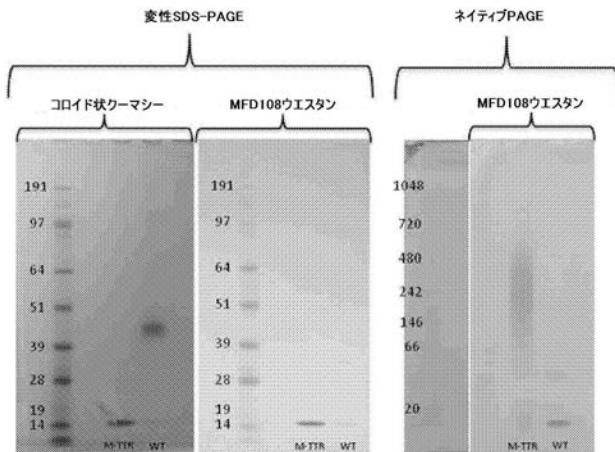 変性SDS-PAGE
ネイティブPAGE
コロイド状クーマシー
MFD108ウエスタン
MFD108ウエスタン
191
97
64
51
39
28
19
14
M-TTR WT
191
97
64
51
39
28
19
14
M-TTR WT
1048
720
480
242
146
66
20
M-TTR WT